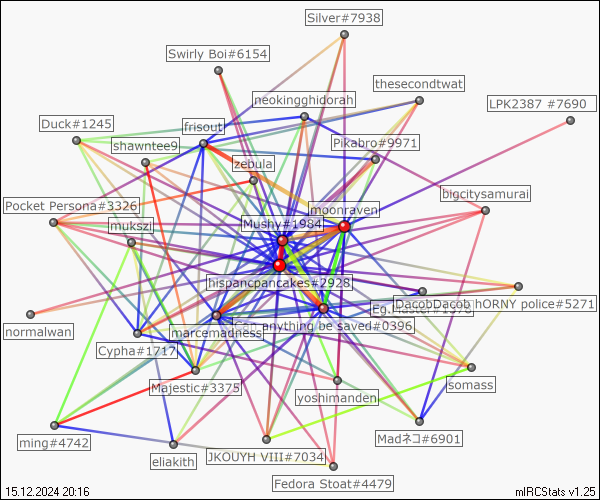 Silver#7938
Swirly Boi#6154
thesecondtwat
neokingghidorah
LPK2387 #7690
Duck#1245
frisout
shawntee9
Pikabro#9971
zebula
bigcitysamurai
Pocket Persona#3326
moonraven
Mushy#1984
mukszi
hispancpancakes#2928
DacobDacob
hORNY police#5271
normalwan
marcemadness
can anything be saved#0396
Cypha#1717
Majestic#3375
somass
yoshimanden
ming#4742
Madネコ#6901
eliakith
JKOUYH VIII#7034
Fedora Stoat#4479
15.12.2024 20:16
mIRCStats v1.25